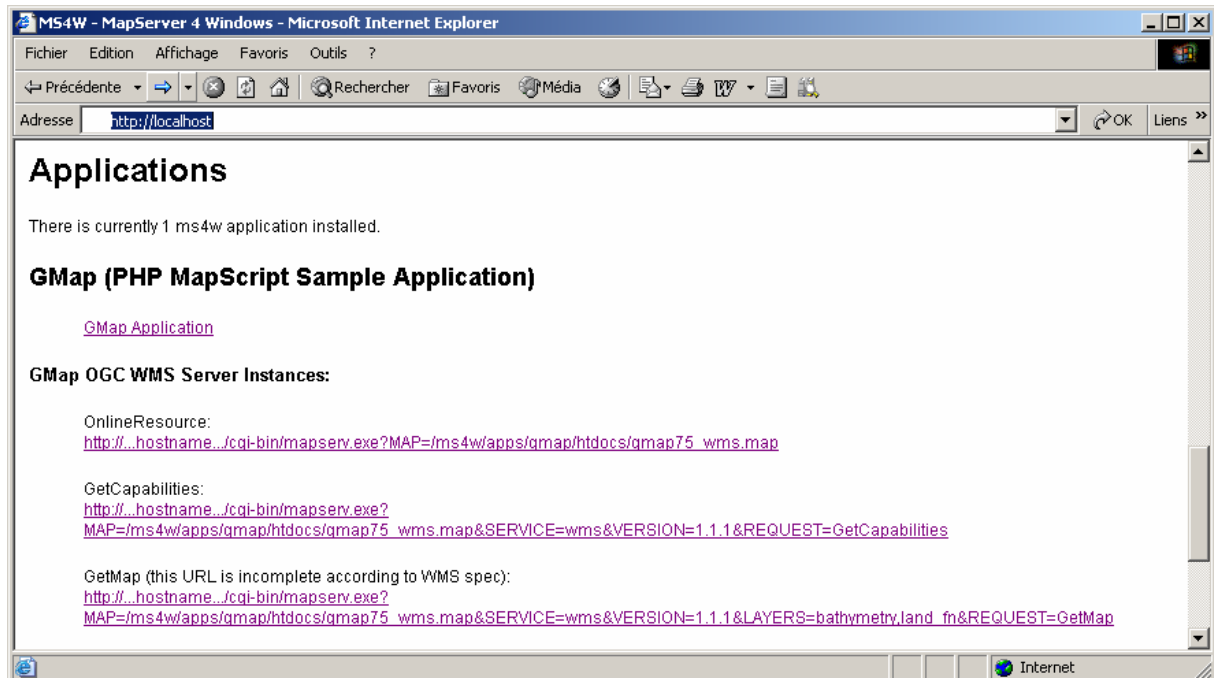 MS4W - MapServer 4 Windows - Microsoft Internet Explorer
Fichier Edition Affichage Favoris Outils ?
Précédente Rechercher Favoris Média
Adresse http://localhost OK Liens »
Applications
There is currently 1 ms4w application installed.
GMap (PHP MapScript Sample Application)
GMap Application
GMap OGC WMS Server Instances:
OnlineResource:
http://...hostname.../cgi-bin/mapserv.exe?MAP=/ms4w/apps/gmap/htdocs/gmap75_wms.map
GetCapabilities:
http://...hostname.../cgi-bin/mapserv.exe?
MAP=/ms4w/apps/gmap/htdocs/gmap75_wms.map&SERVICE=wms&VERSION=1.1.1&REQUEST=GetCapabilities
GetMap (this URL is incomplete according to WMS spec):
http://...hostname.../cgi-bin/mapserv.exe?
MAP=/ms4w/apps/gmap/htdocs/gmap75_wms.map&SERVICE=wms&VERSION=1.1.1&LAYERS=bathymetry,land_fn&REQUEST=GetMap
Internet